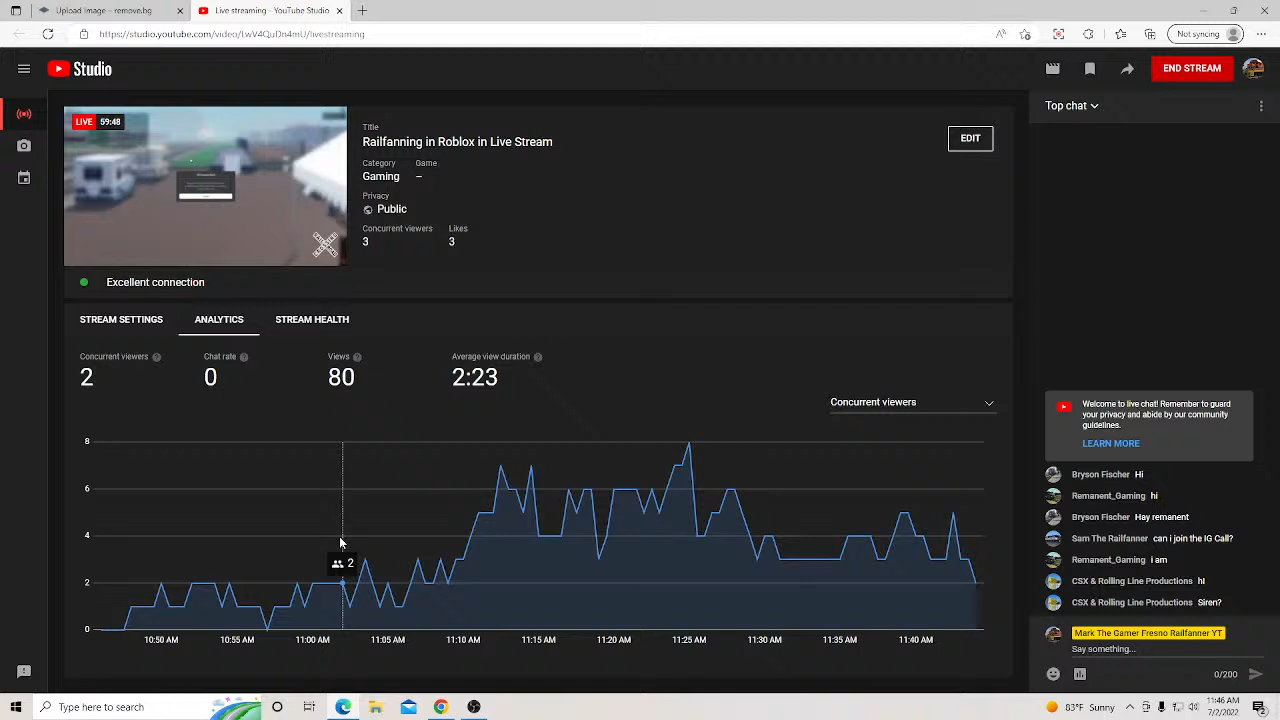 Upload Image – remove.bg
Live streaming - YouTube Studio
https://studio.youtube.com/video/LwV4QuDn4mU/livestreaming
Not syncing
Studio
END STREAM
LIVE 59:48
Title
Railfanning in Roblox in Live Stream
EDIT
Category Game
Gaming –
Privacy
Public
Concurrent viewers Likes
3 3
Excellent connection
STREAM SETTINGS ANALYTICS STREAM HEALTH
Concurrent viewers Chat rate Views Average view duration
2 0 80 2:23
Concurrent viewers
8
6
4
2
2
0
10:50 AM 10:55 AM 11:00 AM 11:05 AM 11:10 AM 11:15 AM 11:20 AM 11:25 AM 11:30 AM 11:35 AM 11:40 AM
Top chat
Welcome to live chat! Remember to guard
your privacy and abide by our community
guidelines.
LEARN MORE
Bryson Fischer Hi
Remanent_Gaming hi
Bryson Fischer Hay remanent
Sam The Railfanner can i join the IG Call?
Remanent_Gaming i am
CSX & Rolling Line Productions hI
CSX & Rolling Line Productions Siren?
Mark The Gamer Fresno Railfanner YT
Say something...
0/200
Type here to search
83°F Sunny
11:46 AM
7/2/2022